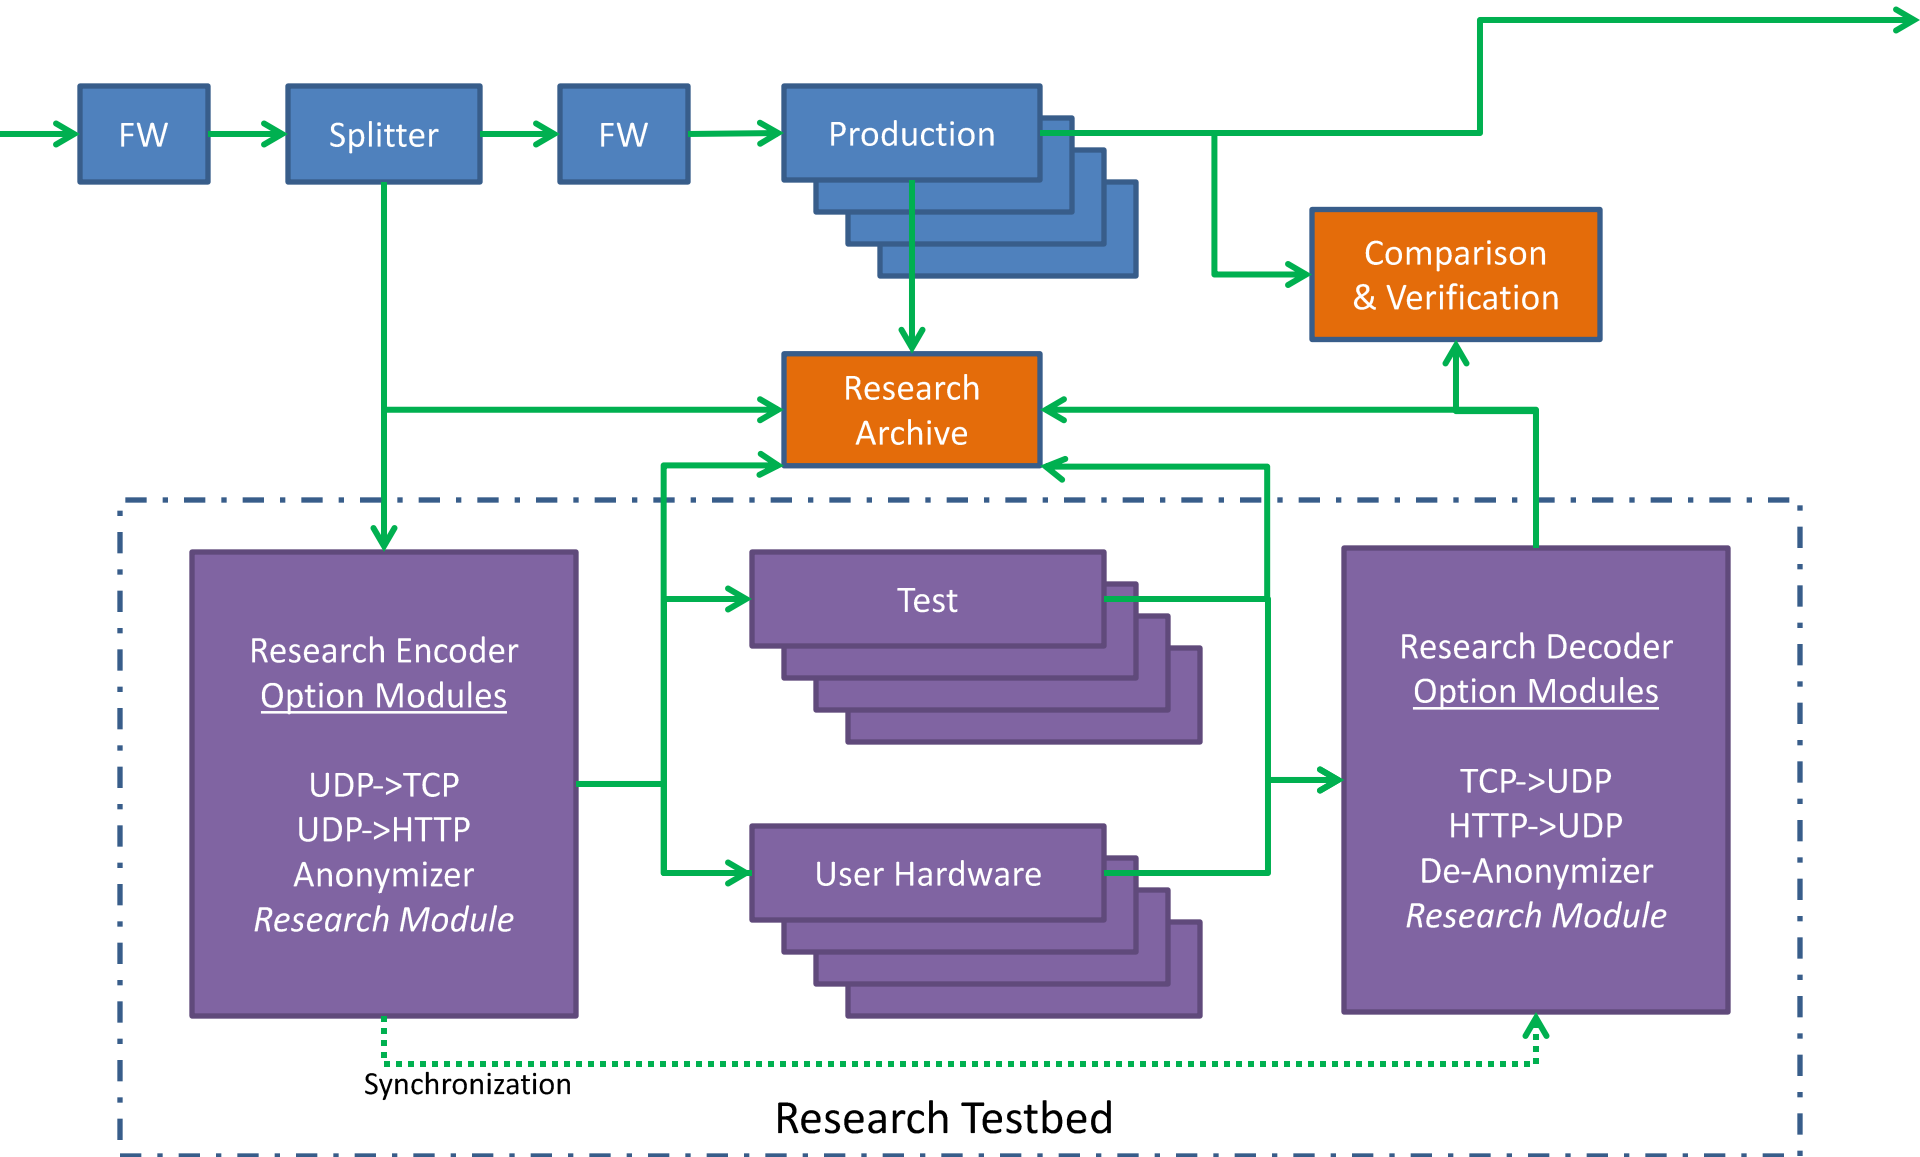 FW
Splitter
FW
Production
Comparison
& Verification
Research
Archive
Research Encoder
Option Modules
UDP->TCP
UDP->HTTP
Anonymizer
Research Module
Test
User Hardware
Research Decoder
Option Modules
TCP->UDP
HTTP->UDP
De-Anonymizer
Research Module
Synchronization
Research Testbed